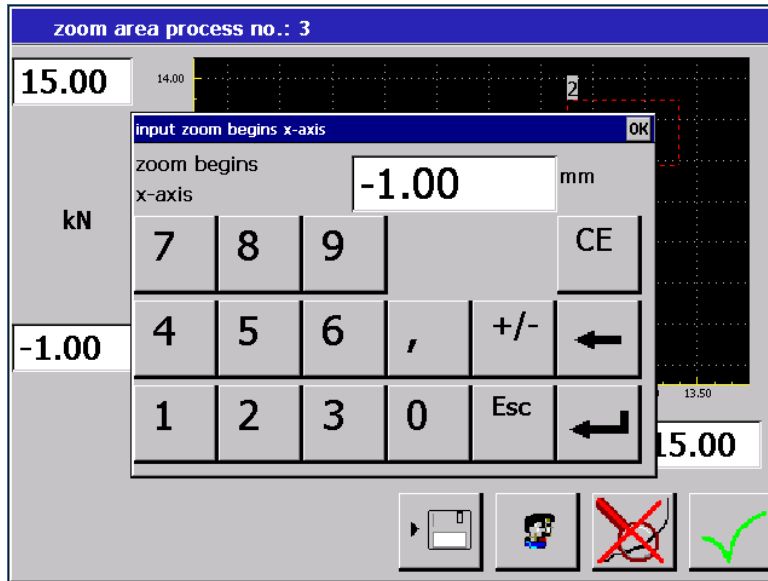 zoom area process no.: 3
15.00
14.00
2
input zoom begins x-axis OK
zoom begins
x-axis
-1.00 mm
kN
7 8 9 CE
4 5 6 , +/-
-1.00
1 2 3 0 Esc
13.50
15.00